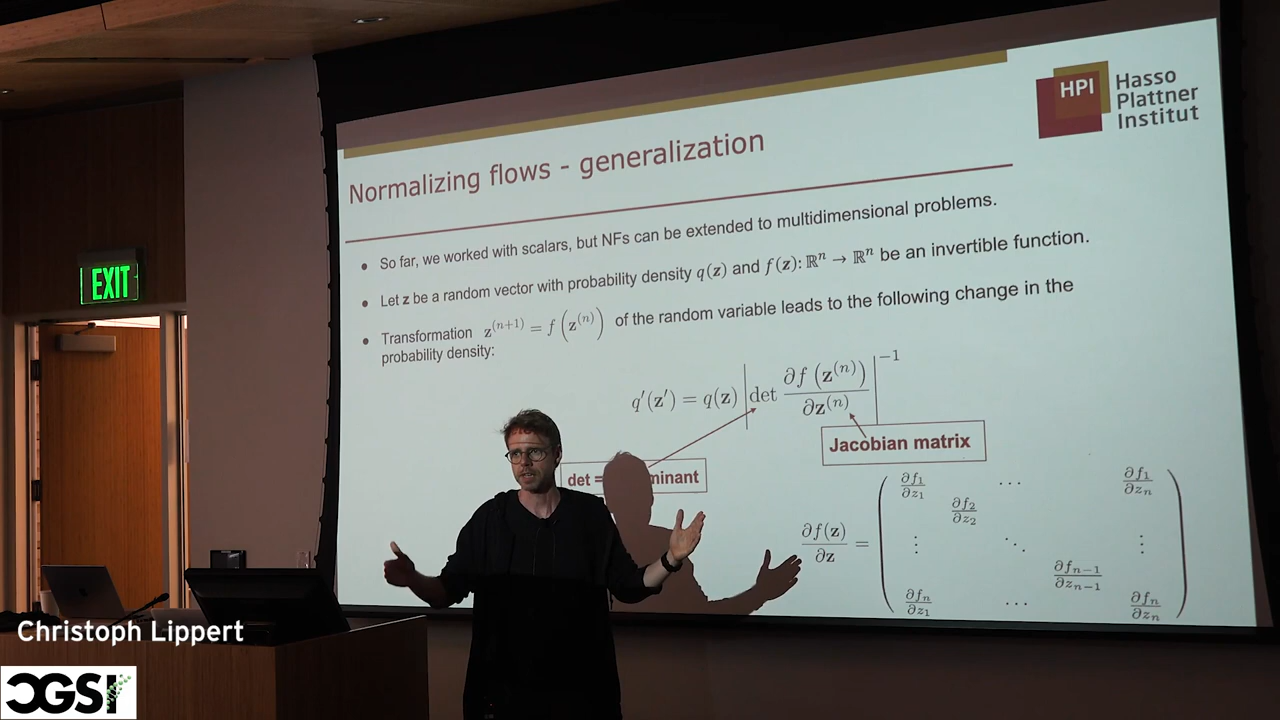 HPI Hasso
Plattner
Institut
Normalizing flows - generalization
• So far, we worked with scalars, but NFs can be extended to multidimensional problems.
• Let z be a random vector with probability density q(z) and f(z): ℝⁿ → ℝⁿ be an invertible function.
• Transformation z⁽ⁿ⁺¹⁾ = f(z⁽ⁿ⁾) of the random variable leads to the following change in the
probability density:
q′(z′) = q(z) |det ∂f(z⁽ⁿ⁾)/∂z⁽ⁿ⁾|⁻¹
Jacobian matrix
det =
∂f(z)/∂z =
∂f₁/∂z₁ ⋯ ∂f₁/∂zₙ
∂f₂/∂z₂
⋮ ⋱ ⋮
∂fₙ₋₁/∂zₙ₋₁
∂fₙ/∂z₁ ⋯ ∂fₙ/∂zₙ
EXIT
Christoph Lippert
CGSI